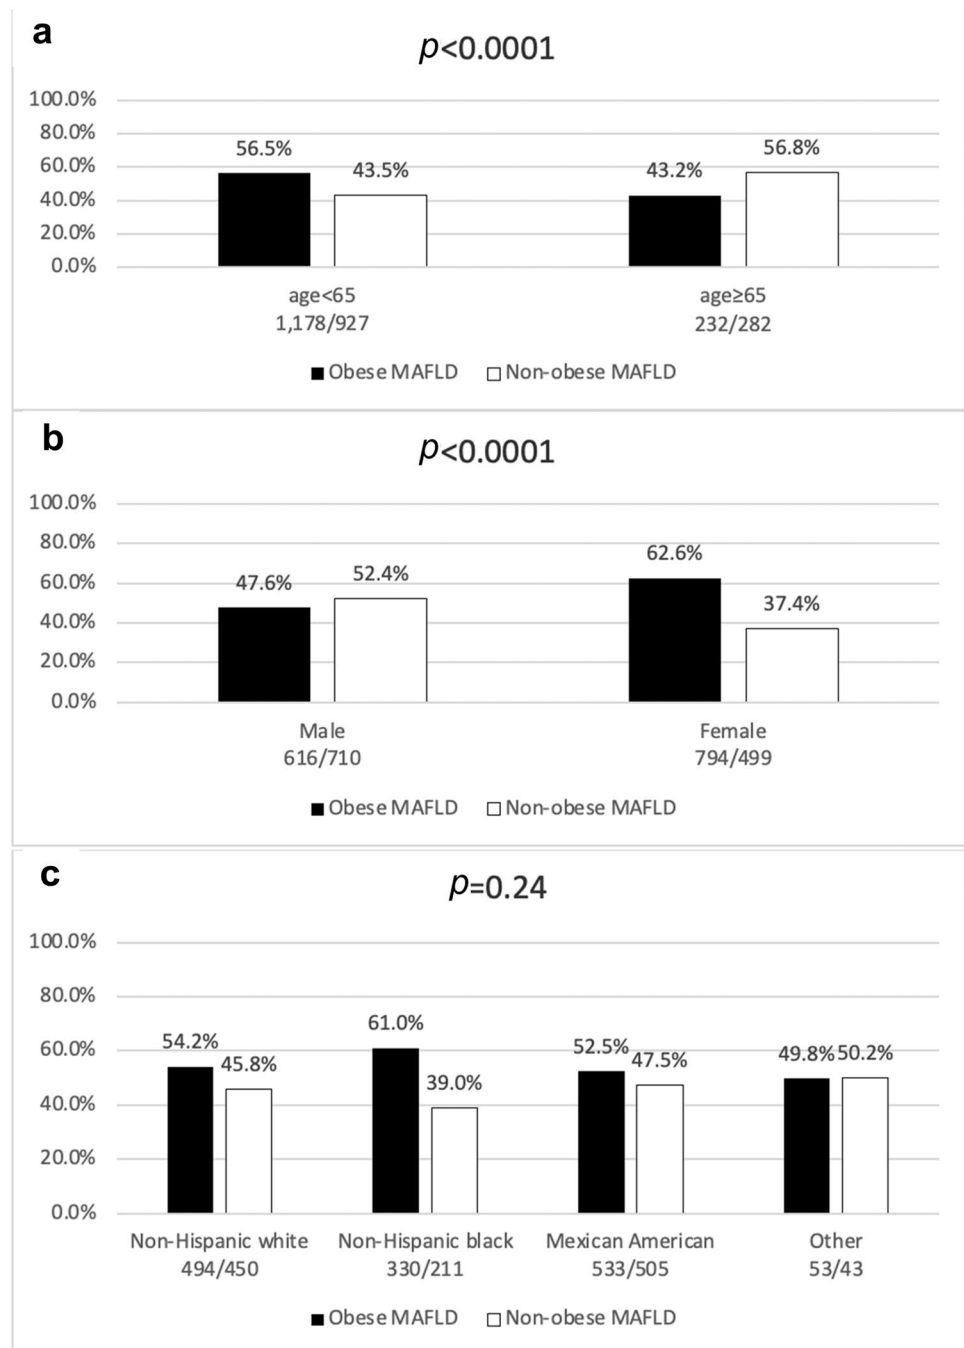 a
p<0.0001
100.0%
80.0%
60.0%
40.0%
20.0%
0.0%
56.5%
43.5%
43.2%
56.8%
age<65
1,178/927
age≥65
232/282
Obese MAFLD Non-obese MAFLD
b
p<0.0001
100.0%
80.0%
60.0%
40.0%
20.0%
0.0%
47.6%
52.4%
62.6%
37.4%
Male
616/710
Female
794/499
Obese MAFLD Non-obese MAFLD
c
p=0.24
100.0%
80.0%
60.0%
40.0%
20.0%
0.0%
54.2%
45.8%
61.0%
39.0%
52.5%
47.5%
49.8%
50.2%
Non-Hispanic white
494/450
Non-Hispanic black
330/211
Mexican American
533/505
Other
53/43
Obese MAFLD Non-obese MAFLD